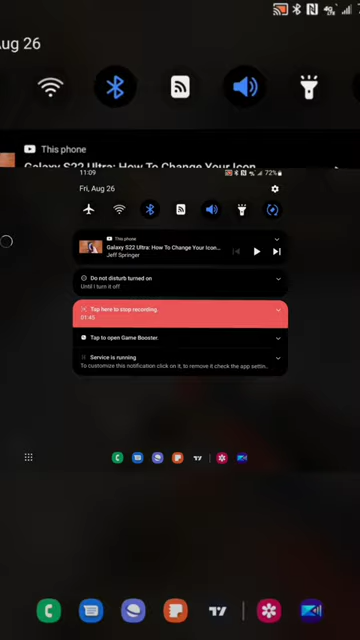 Aug 26
This phone
Galaxy S22 Ultra: How To Change Your Icon
11:09
72%
Fri, Aug 26
This phone
Galaxy S22 Ultra: How To Change Your Icon...
Jeff Springer
Do not disturb turned on
Until I turn it off
Tap here to stop recording.
01:45
Tap to open Game Booster.
Service is running
To customize this notification click on it, to remove it check the app settin..